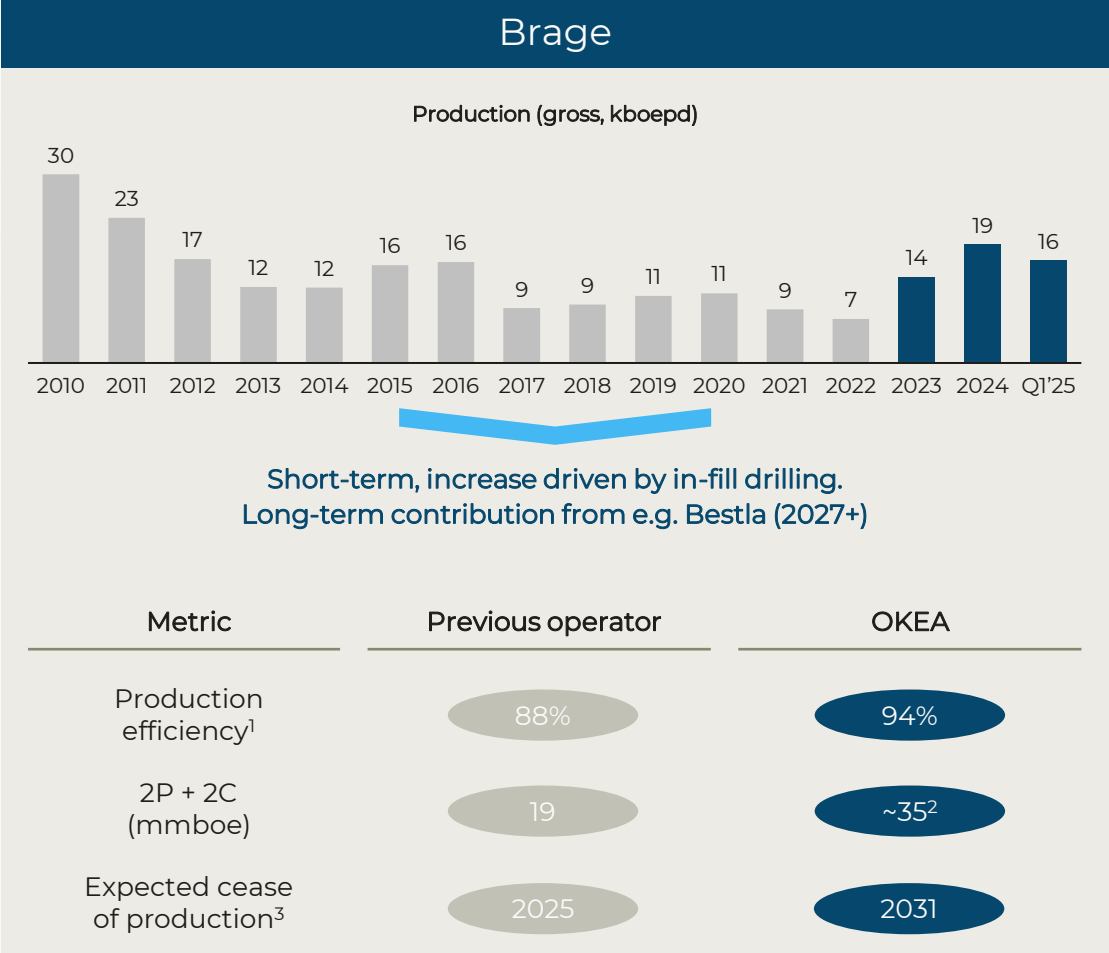 Brage
Production (gross, kboepd)
30
23
17
12
12
16
16
9
9
11
11
9
7
14
19
16
2010 2011 2012 2013 2014 2015 2016 2017 2018 2019 2020 2021 2022 2023 2024 Q1’25
Short-term, increase driven by in-fill drilling.
Long-term contribution from e.g. Bestla (2027+)
Metric Previous operator OKEA
Production
efficiency¹
88% 94%
2P + 2C
(mmboe)
19 ~35²
Expected cease
of production³
2025 2031